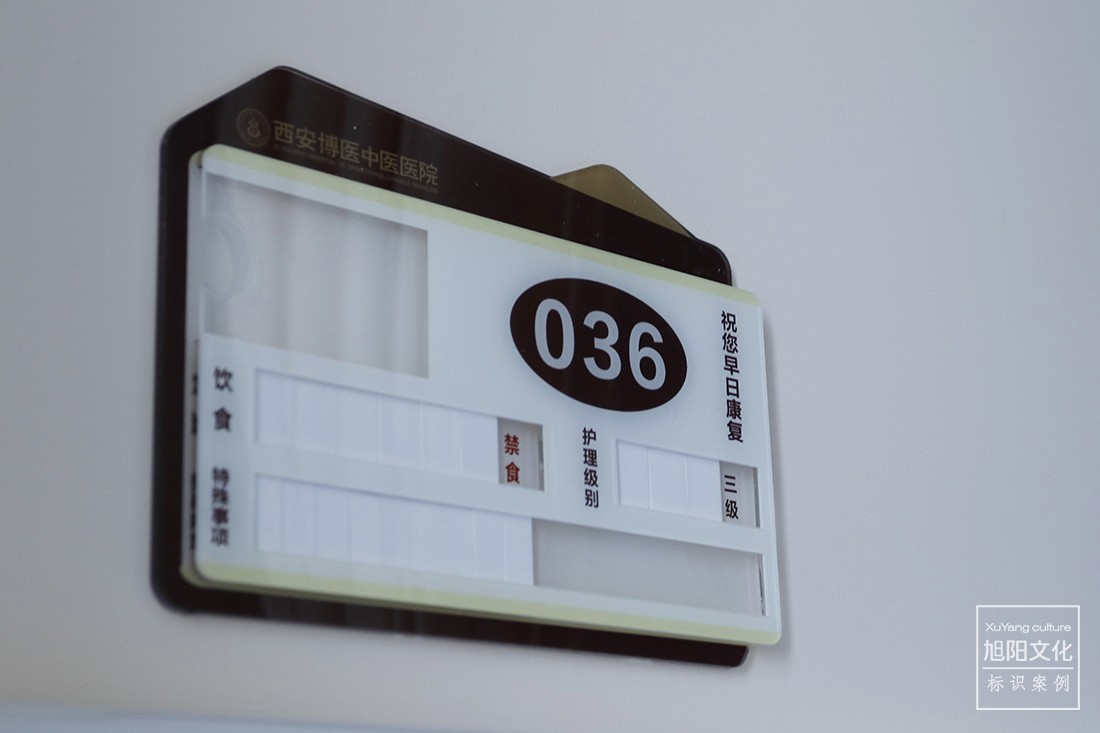 西安博医中医医院
036
祝您早日康复
饮食
禁食
护理级别
三级
特殊事项
XuYang culture
旭阳文化
标识案例